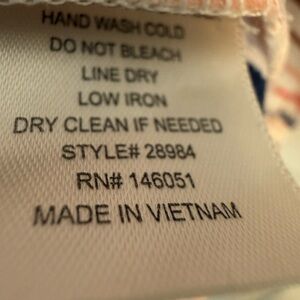 HAND WASH COLD
DO NOT BLEACH
LINE DRY
LOW IRON
DRY CLEAN IF NEEDED
STYLE# 28984
RN# 146051
MADE IN VIETNAM